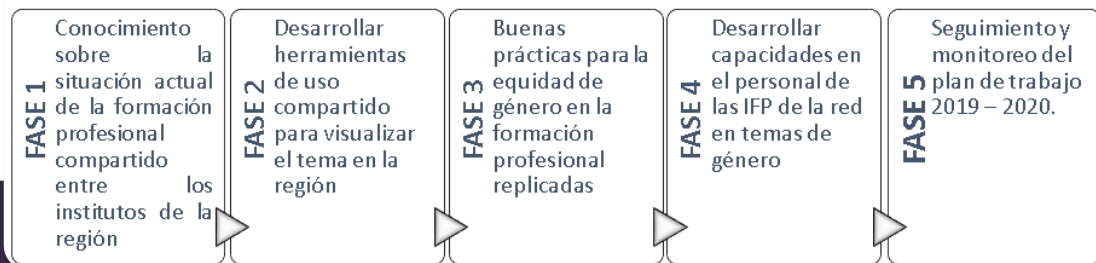 FASE 1
Conocimiento
sobre la
situación actual
de la formación
profesional
compartido
entre los
institutos de la
región
FASE 2
Desarrollar
herramientas
de uso
compartido
para visualizar
el tema en la
región
FASE 3
Buenas
prácticas para la
equidad de
género en la
formación
profesional
replicadas
FASE 4
Desarrollar
capacidades en
el personal de
las IFP de la red
en temas de
género
FASE 5
Seguimiento y
monitoreo del
plan de trabajo
2019 – 2020.